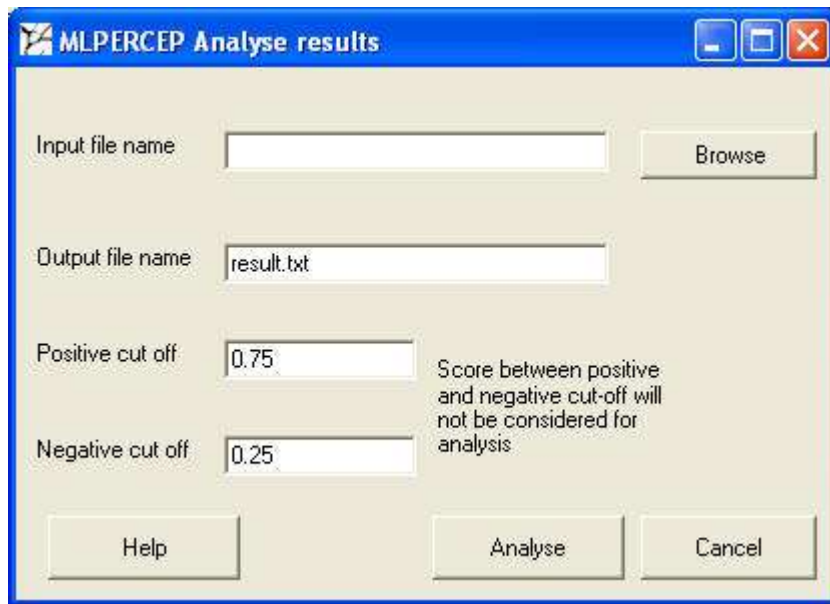 MLPERCEP Analyse results
Input file name
Browse
Output file name
result.txt
Positive cut off
0.75
Score between positive
and negative cut-off will
not be considered for
analysis
Negative cut off
0.25
Help
Analyse
Cancel